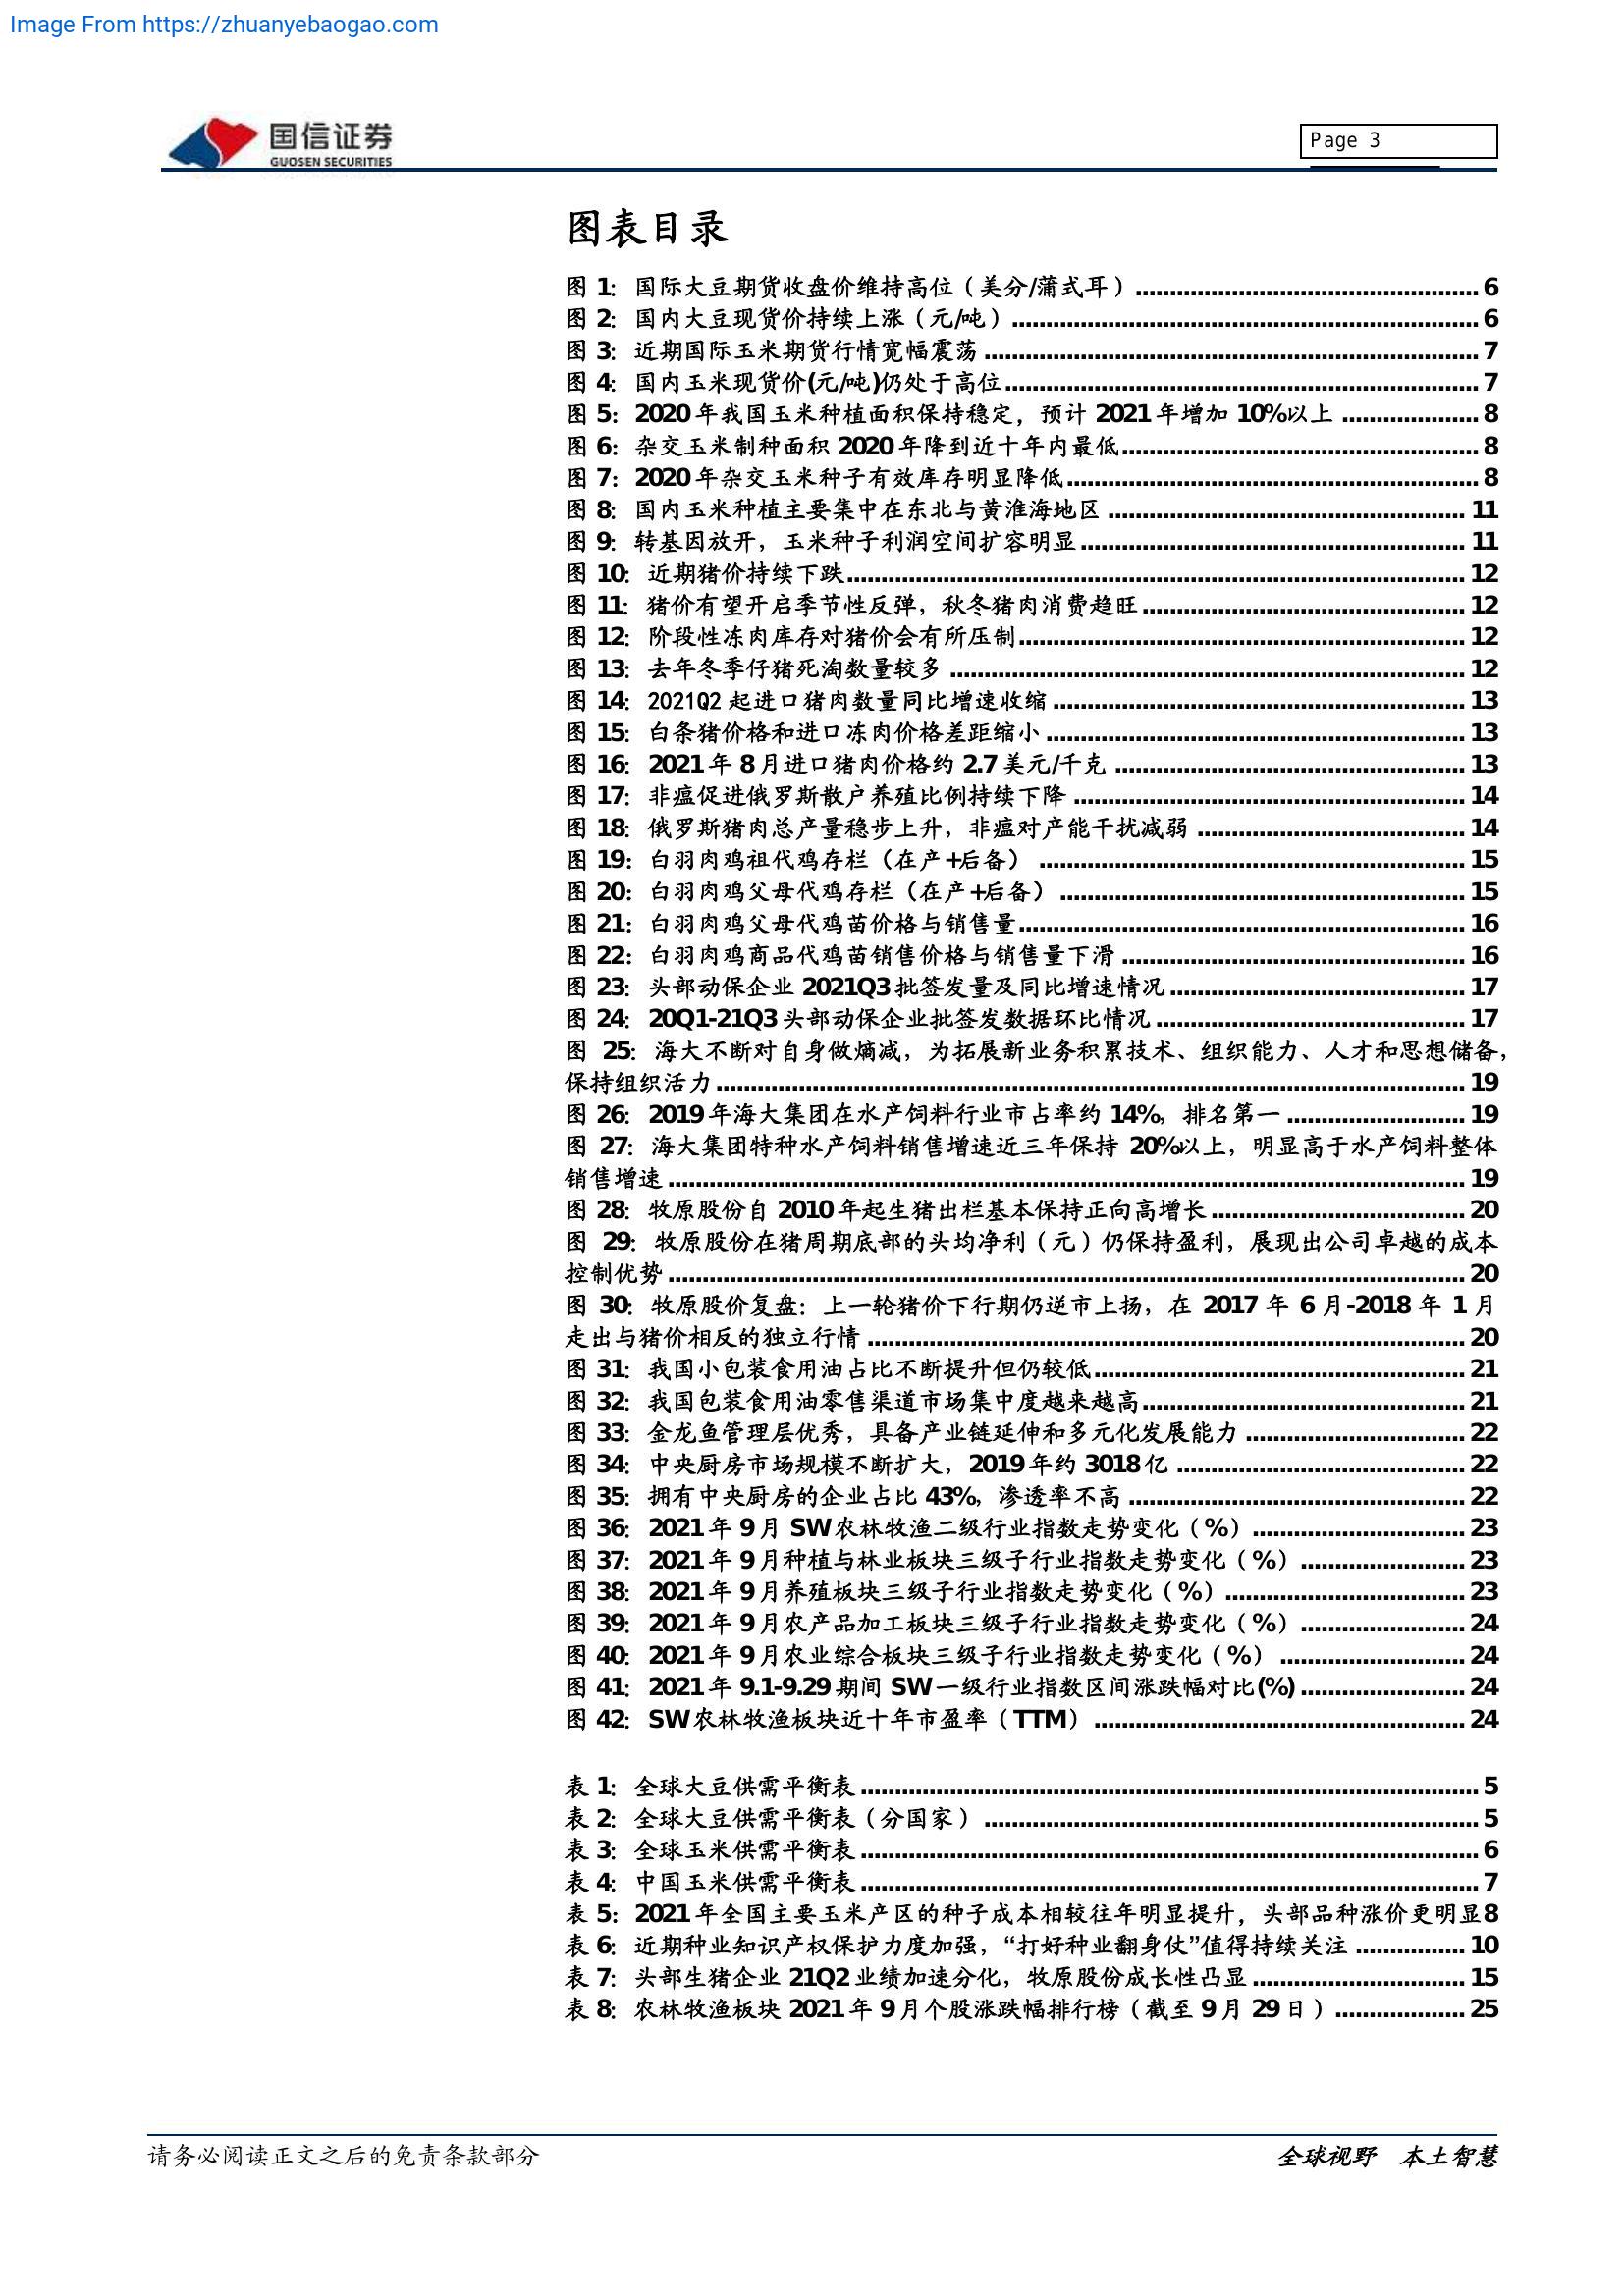 Image From https://zhuanyebaogao.com
国信证券
GUOSEN SECURITIES
Page 3
图表目录
图 1: 国际大豆期货收盘价维持高位（美分/蒲式耳）.................................................. 6
图 2: 国内大豆现货价持续上涨（元/吨）.................................................................... 6
图 3: 近期国际玉米期货行情宽幅震荡 ........................................................................ 7
图 4: 国内玉米现货价(元/吨)仍处于高位..................................................................... 7
图 5: 2020 年我国玉米种植面积保持稳定，预计 2021 年增加 10%以上 .................... 8
图 6: 杂交玉米制种面积 2020 年降到近十年内最低.................................................... 8
图 7: 2020 年杂交玉米种子有效库存明显降低............................................................ 8
图 8: 国内玉米种植主要集中在东北与黄淮海地区 .................................................... 11
图 9: 转基因放开，玉米种子利润空间扩容明显........................................................ 11
图 10: 近期猪价持续下跌.......................................................................................... 12
图 11: 猪价有望开启季节性反弹，秋冬猪肉消费趋旺............................................... 12
图 12: 阶段性冻肉库存对猪价会有所压制................................................................. 12
图 13: 去年冬季仔猪死淘数量较多 ........................................................................... 12
图 14: 2021Q2 起进口猪肉数量同比增速收缩............................................................ 13
图 15: 白条猪价格和进口冻肉价格差距缩小............................................................. 13
图 16: 2021 年 8 月进口猪肉价格约 2.7 美元/千克 ................................................... 13
图 17: 非瘟促进俄罗斯散户养殖比例持续下降 ......................................................... 14
图 18: 俄罗斯猪肉总产量稳步上升，非瘟对产能干扰减弱 ....................................... 14
图 19: 白羽肉鸡祖代鸡存栏（在产+后备） .............................................................. 15
图 20: 白羽肉鸡父母代鸡存栏（在产+后备） ........................................................... 15
图 21: 白羽肉鸡父母代鸡苗价格与销售量................................................................. 16
图 22: 白羽肉鸡商品代鸡苗销售价格与销售量下滑 .................................................. 16
图 23: 头部动保企业 2021Q3 批签发量及同比增速情况........................................... 17
图 24: 20Q1-21Q3 头部动保企业批签发数据环比情况............................................. 17
图 25: 海大不断对自身做熵减，为拓展新业务积累技术、组织能力、人才和思想储备，
保持组织活力............................................................................................................. 19
图 26: 2019 年海大集团在水产饲料行业市占率约 14%，排名第一 .......................... 19
图 27: 海大集团特种水产饲料销售增速近三年保持 20%以上，明显高于水产饲料整体
销售增速.................................................................................................................... 19
图 28: 牧原股份自 2010 年起生猪出栏基本保持正向高增长..................................... 20
图 29: 牧原股份在猪周期底部的头均净利（元）仍保持盈利，展现出公司卓越的成本
控制优势.................................................................................................................... 20
图 30: 牧原股价复盘：上一轮猪价下行期仍逆市上扬，在 2017 年 6 月-2018 年 1 月
走出与猪价相反的独立行情 ....................................................................................... 20
图 31: 我国小包装食用油占比不断提升但仍较低...................................................... 21
图 32: 我国包装食用油零售渠道市场集中度越来越高............................................... 21
图 33: 金龙鱼管理层优秀，具备产业链延伸和多元化发展能力 ................................ 22
图 34: 中央厨房市场规模不断扩大，2019 年约 3018 亿 .......................................... 22
图 35: 拥有中央厨房的企业占比 43%，渗透率不高 ................................................. 22
图 36: 2021 年 9 月 SW 农林牧渔二级行业指数走势变化（%）............................... 23
图 37: 2021 年 9 月种植与林业板块三级子行业指数走势变化（%）........................ 23
图 38: 2021 年 9 月养殖板块三级子行业指数走势变化（%）................................... 23
图 39: 2021 年 9 月农产品加工板块三级子行业指数走势变化（%）........................ 24
图 40: 2021 年 9 月农业综合板块三级子行业指数走势变化（%） ........................... 24
图 41: 2021 年 9.1-9.29 期间 SW 一级行业指数区间涨跌幅对比(%)........................ 24
图 42: SW 农林牧渔板块近十年市盈率（TTM） ...................................................... 24
表 1: 全球大豆供需平衡表.......................................................................................... 5
表 2: 全球大豆供需平衡表（分国家）........................................................................ 5
表 3: 全球玉米供需平衡表.......................................................................................... 6
表 4: 中国玉米供需平衡表.......................................................................................... 7
表 5: 2021 年全国主要玉米产区的种子成本相较往年明显提升，头部品种涨价更明显8
表 6: 近期种业知识产权保护力度加强，“打好种业翻身仗”值得持续关注 ................ 10
表 7: 头部生猪企业 21Q2 业绩加速分化，牧原股份成长性凸显............................... 15
表 8: 农林牧渔板块 2021 年 9 月个股涨跌幅排行榜（截至 9 月 29 日）................... 25
请务必阅读正文之后的免责条款部分
全球视野 本土智慧